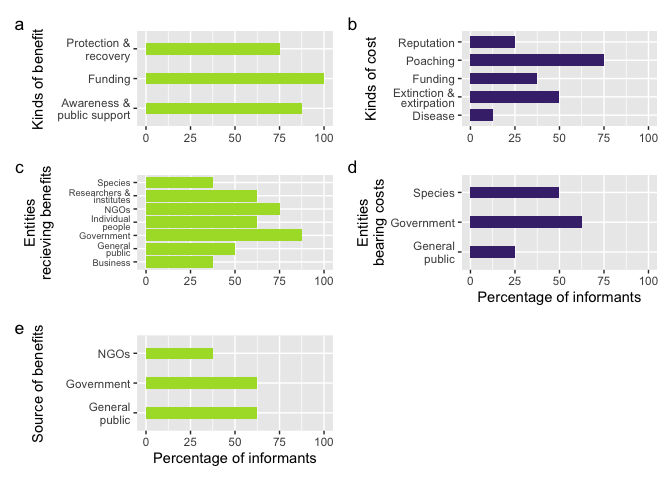 a
Kinds of benefit
Protection &
recovery
Funding
Awareness &
public support
0 25 50 75 100
b
Kinds of cost
Reputation
Poaching
Funding
Extinction &
extirpation
Disease
0 25 50 75 100
c
Entities
recieving benefits
Species
Researchers &
institutes
NGOs
Individual
people
Government
General
public
Business
0 25 50 75 100
d
Entities
bearing costs
Species
Government
General
public
0 25 50 75 100
Percentage of informants
e
Source of benefits
NGOs
Government
General
public
0 25 50 75 100
Percentage of informants